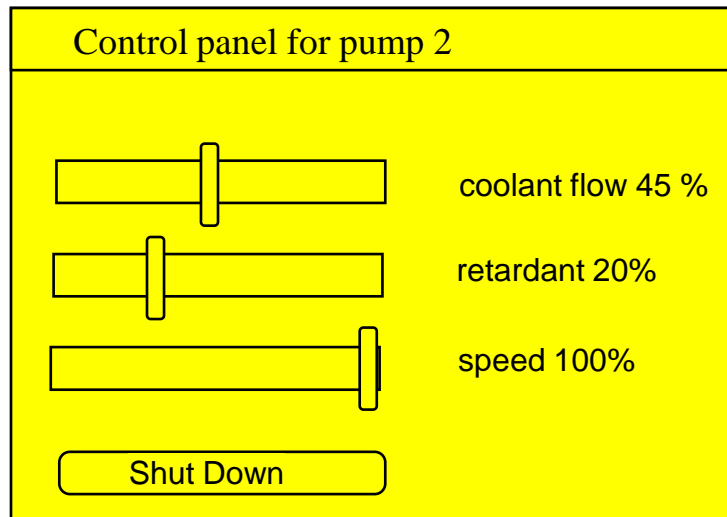 Control panel for pump 2
coolant flow 45 %
retardant 20%
speed 100%
Shut Down